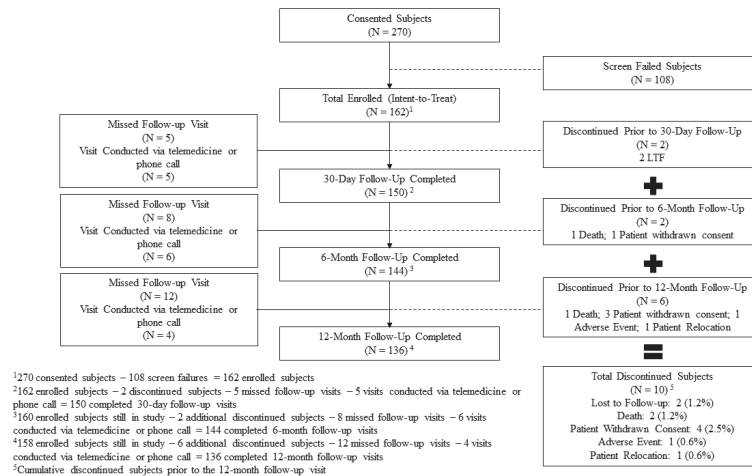 Consented Subjects
(N = 270)
Screen Failed Subjects
(N = 108)
Total Enrolled (Intent-to-Treat)
(N = 162)1
Missed Follow-up Visit
(N = 5)
Visit Conducted via telemedicine or
phone call
(N = 5)
Discontinued Prior to 30-Day Follow-Up
(N = 2)
2 LTF
30-Day Follow-Up Completed
(N = 150)2
Missed Follow-up Visit
(N = 8)
Visit Conducted via telemedicine or
phone call
(N = 6)
Discontinued Prior to 6-Month Follow-Up
(N = 2)
1 Death; 1 Patient withdrawn consent
6-Month Follow-Up Completed
(N = 144)3
Missed Follow-up Visit
(N = 12)
Visit Conducted via telemedicine or
phone call
(N = 4)
Discontinued Prior to 12-Month Follow-Up
(N = 6)
1 Death; 3 Patient withdrawn consent; 1
Adverse Event; 1 Patient Relocation
12-Month Follow-Up Completed
(N = 136)4
Total Discontinued Subjects
(N = 10)5
Lost to Follow-up: 2 (1.2%)
Death: 2 (1.2%)
Patient Withdrawn Consent: 4 (2.5%)
Adverse Event: 1 (0.6%)
Patient Relocation: 1 (0.6%)
1270 consented subjects – 108 screen failures = 162 enrolled subjects
2162 enrolled subjects – 2 discontinued subjects – 5 missed follow-up visits – 5 visits conducted via telemedicine or
phone call = 150 completed 30-day follow-up visits
3160 enrolled subjects still in study – 2 additional discontinued subjects – 8 missed follow-up visits – 6 visits
conducted via telemedicine or phone call = 144 completed 6-month follow-up visits
4158 enrolled subjects still in study – 6 additional discontinued subjects – 12 missed follow-up visits – 4 visits
conducted via telemedicine or phone call = 136 completed 12-month follow-up visits
5Cumulative discontinued subjects prior to the 12-month follow-up visit